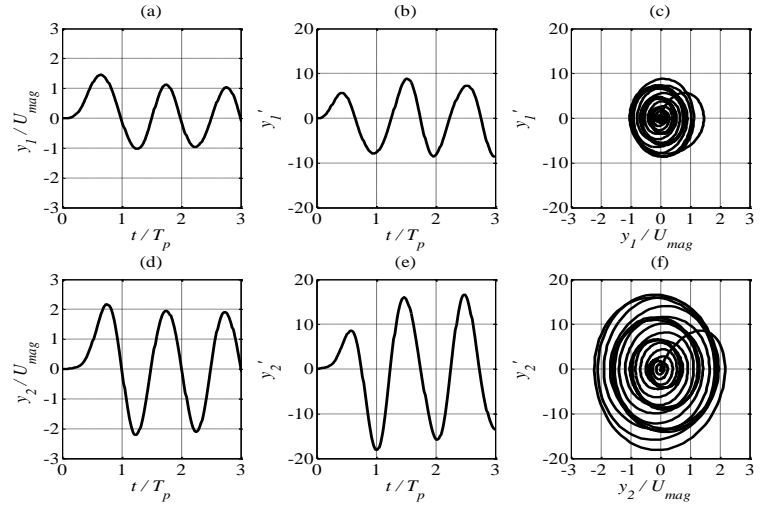 (a) (b) (c)
3 20 20
2
1 10 10
0 0 0
-1 -10 -10
-2
-3 -20 -20
y1 / Umag y1' y1'
0 1 2 3 0 1 2 3 -3 -2 -1 0 1 2 3
t / Tp t / Tp y1 / Umag
(d) (e) (f)
3 20 20
2
1 10 10
0 0 0
-1 -10 -10
-2
-3 -20 -20
y2 / Umag y2' y2'
0 1 2 3 0 1 2 3 -3 -2 -1 0 1 2 3
t / Tp t / Tp y2 / Umag